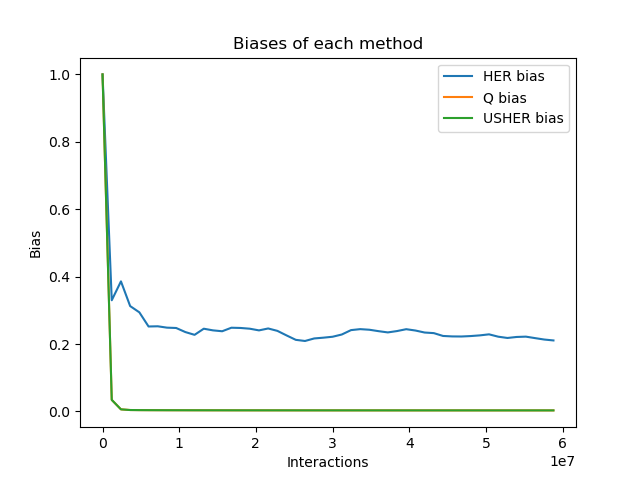 Biases of each method
HER bias
Q bias
USHER bias
1.0
0.8
0.6
0.4
0.2
0.0
Bias
0 1 2 3 4 5 6
1e7
Interactions